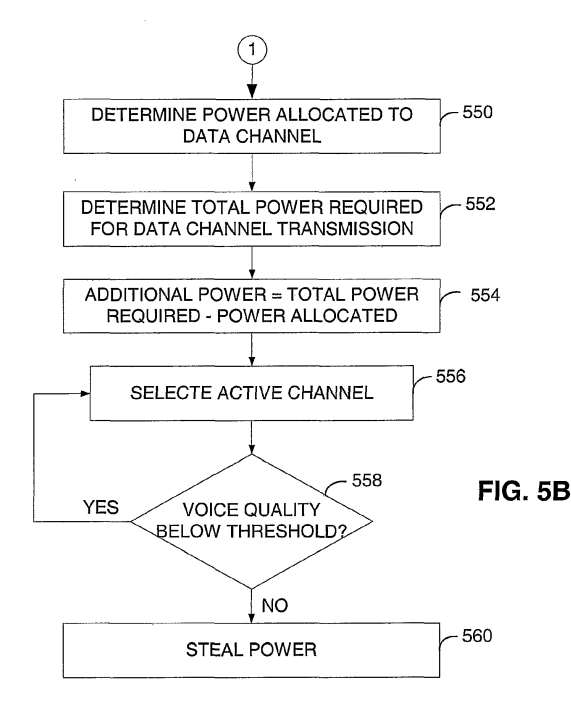 1
DETERMINE POWER ALLOCATED TO
DATA CHANNEL
550
DETERMINE TOTAL POWER REQUIRED
FOR DATA CHANNEL TRANSMISSION
552
ADDITIONAL POWER = TOTAL POWER
REQUIRED - POWER ALLOCATED
554
SELECTE ACTIVE CHANNEL
556
VOICE QUALITY
BELOW THRESHOLD?
558
YES
FIG. 5B
NO
STEAL POWER
560